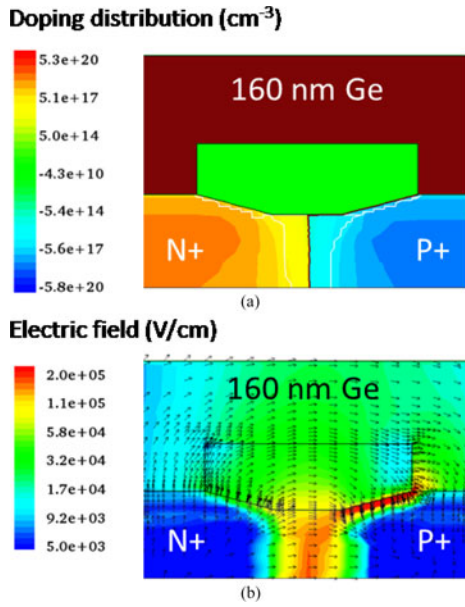 Doping distribution (cm-3)
5.3e+20
5.1e+17
5.0e+14
-4.3e+10
-5.4e+14
-5.6e+17
-5.8e+20
160 nm Ge
N+
P+
(a)
Electric field (V/cm)
2.0e+05
1.1e+05
5.8e+04
3.2e+04
1.7e+04
9.2e+03
5.0e+03
160 nm Ge
N+
P+
(b)